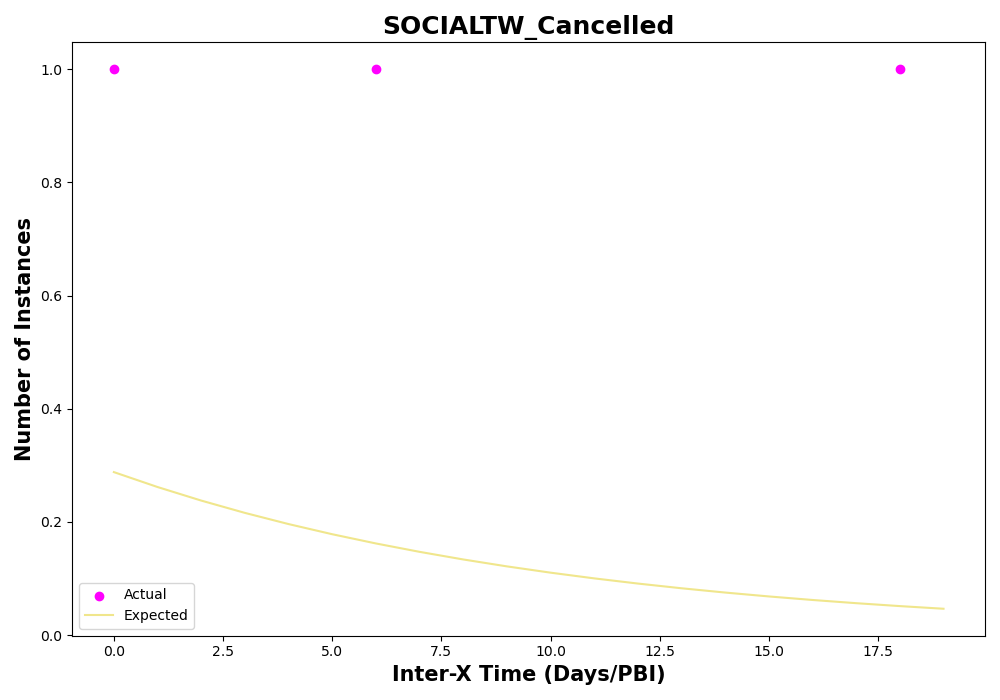 SOCIALTW_Cancelled
Number of Instances
1.0
0.8
0.6
0.4
0.2
0.0
Actual
Expected
0.0 2.5 5.0 7.5 10.0 12.5 15.0 17.5
Inter-X Time (Days/PBI)